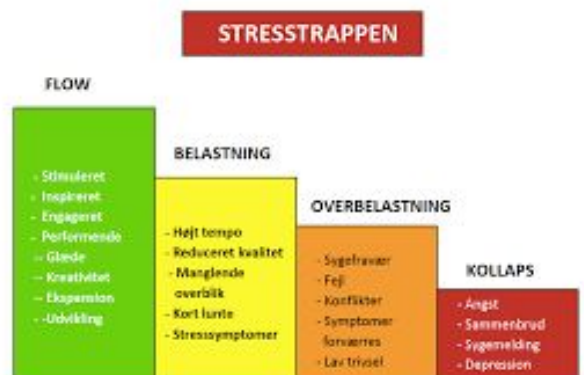 STRESSTRAPPEN
FLOW
- Stimuleret
- Inspireret
- Engageret
- Performende
-- Glæde
-- Kreativitet
-- Ekspansion
- -Udvikling
BELASTNING
- Højt tempo
- Reduceret kvalitet
- Manglende
overblik
- Kort lunte
- Stresssymptomer
OVERBELASTNING
- Sygefravær
- Fejl
- Konflikter
- Symptomer
forværres
- Lav trivsel
KOLLAPS
- Angst
- Sammenbrud
- Sygemelding
- Depression